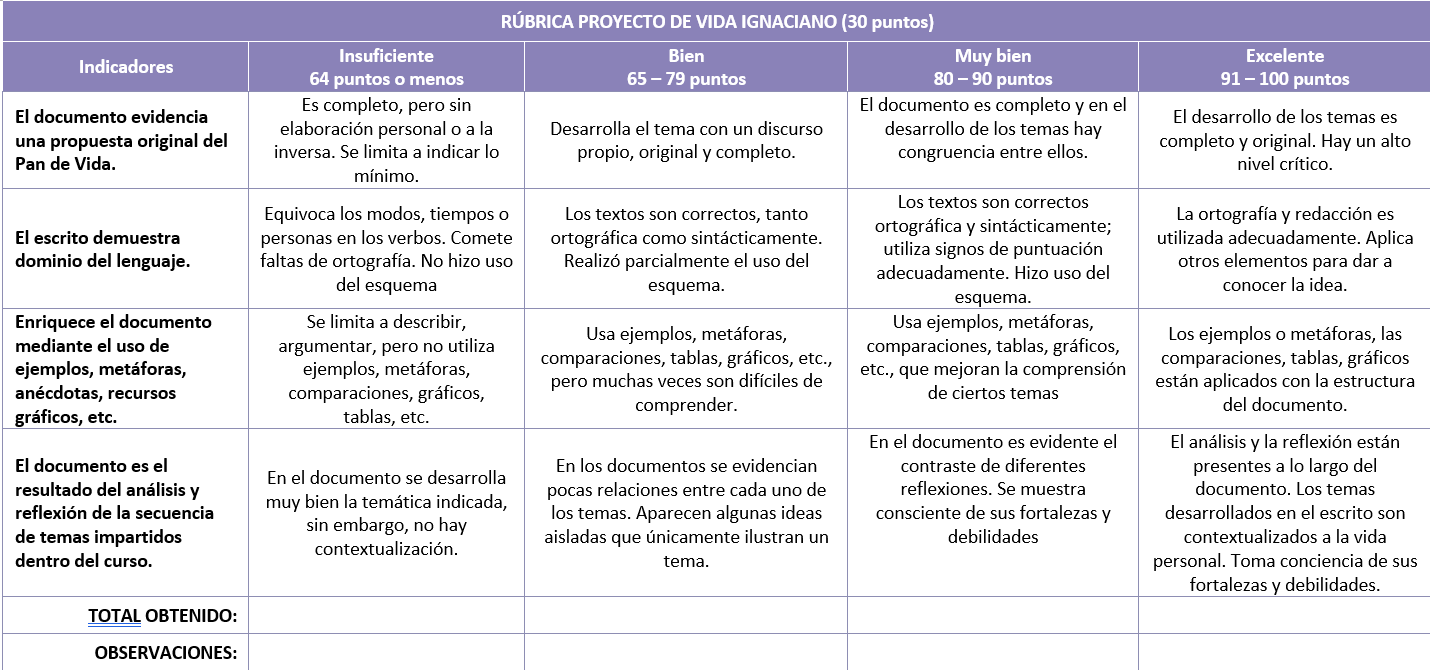 RÚBRICA PROYECTO DE VIDA IGNACIANO (30 puntos)
Indicadores
Insuficiente
64 puntos o menos
Bien
65 – 79 puntos
Muy bien
80 – 90 puntos
Excelente
91 – 100 puntos
El documento evidencia
una propuesta original del
Pan de Vida.
Es completo, pero sin
elaboración personal o a la
inversa. Se limita a indicar lo
mínimo.
Desarrolla el tema con un discurso
propio, original y completo.
El documento es completo y en el
desarrollo de los temas hay
congruencia entre ellos.
El desarrollo de los temas es
completo y original. Hay un alto
nivel crítico.
El escrito demuestra
dominio del lenguaje.
Equivoca los modos, tiempos o
personas en los verbos. Comete
faltas de ortografía. No hizo uso
del esquema
Los textos son correctos, tanto
ortográfica como sintácticamente.
Realizó parcialmente el uso del
esquema.
Los textos son correctos
ortográfica y sintácticamente;
utiliza signos de puntuación
adecuadamente. Hizo uso del
esquema.
La ortografía y redacción es
utilizada adecuadamente. Aplica
otros elementos para dar a
conocer la idea.
Enriquece el documento
mediante el uso de
ejemplos, metáforas,
anécdotas, recursos
gráficos, etc.
Se limita a describir,
argumentar, pero no utiliza
ejemplos, metáforas,
comparaciones, gráficos,
tablas, etc.
Usa ejemplos, metáforas,
comparaciones, tablas, gráficos, etc.,
pero muchas veces son difíciles de
comprender.
Usa ejemplos, metáforas,
comparaciones, tablas, gráficos,
etc., que mejoran la comprensión
de ciertos temas
Los ejemplos o metáforas, las
comparaciones, tablas, gráficos
están aplicados con la estructura
del documento.
El documento es el
resultado del análisis y
reflexión de la secuencia
de temas impartidos
dentro del curso.
En el documento se desarrolla
muy bien la temática indicada,
sin embargo, no hay
contextualización.
En los documentos se evidencian
pocas relaciones entre cada uno de
los temas. Aparecen algunas ideas
aisladas que únicamente ilustran un
tema.
En el documento es evidente el
contraste de diferentes
reflexiones. Se muestra
consciente de sus fortalezas y
debilidades
El análisis y la reflexión están
presentes a lo largo del
documento. Los temas
desarrollados en el escrito son
contextualizados a la vida
personal. Toma conciencia de sus
fortalezas y debilidades.
TOTAL OBTENIDO:
OBSERVACIONES: